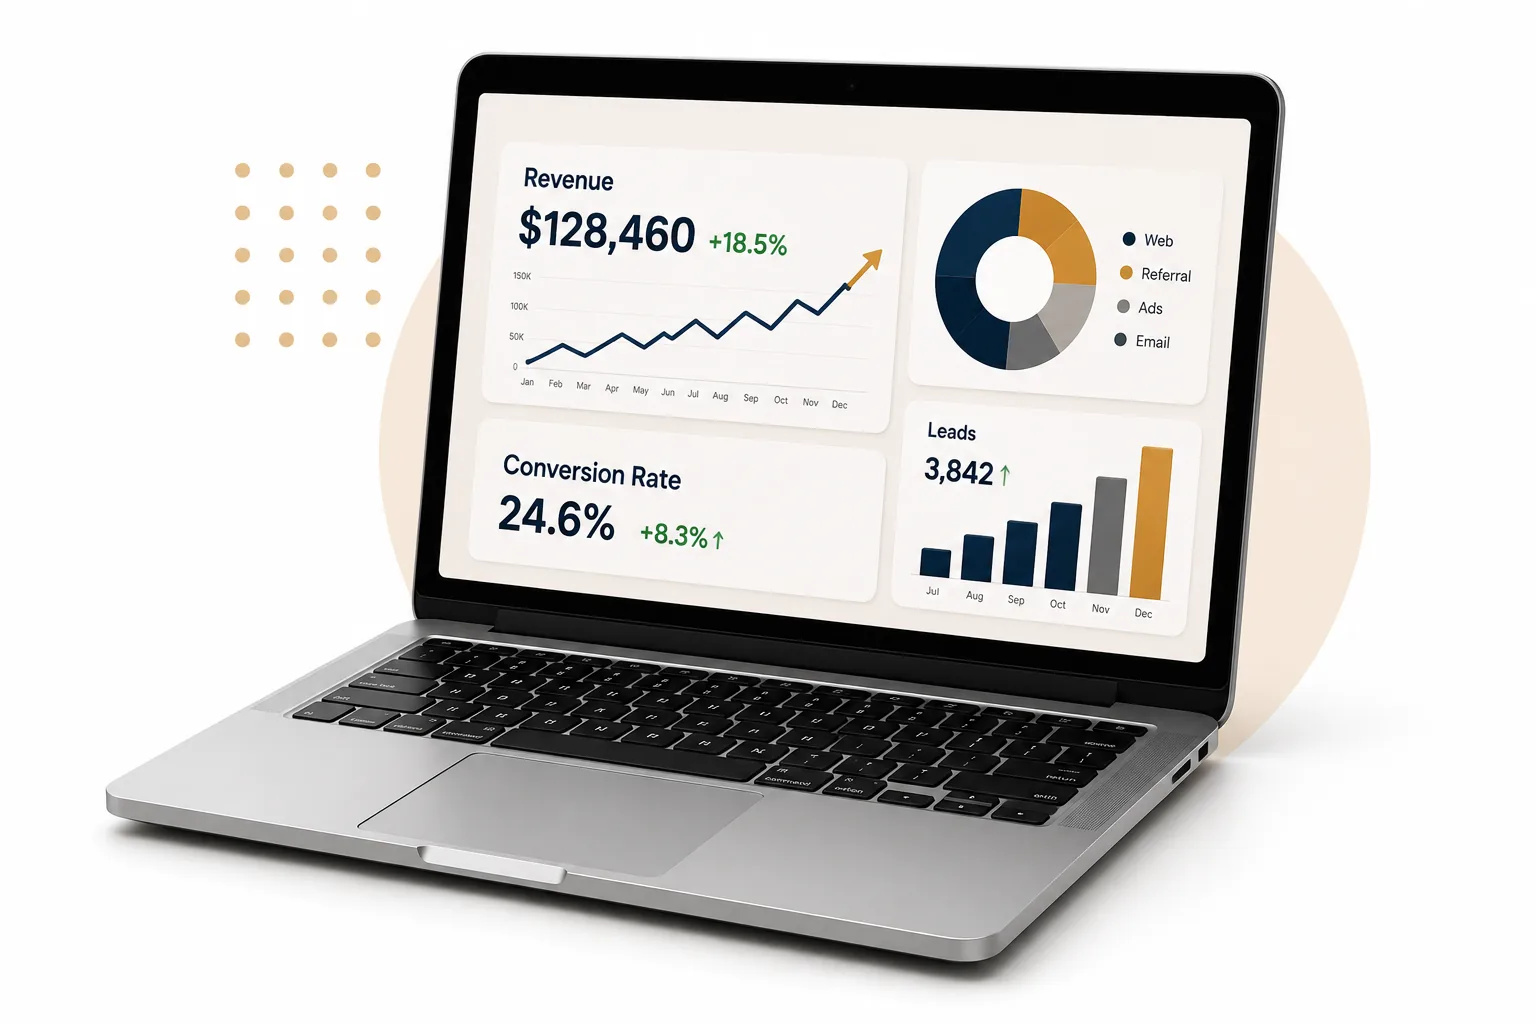 Revenue
$128,460 +18.5%
150K
100K
50K
0
Jan Feb Mar Apr May Jun Jul Aug Sep Oct Nov Dec
Web
Referral
Ads
Email
Conversion Rate
24.6% +8.3% ↑
Leads
3,842 ↑
Jul Aug Sep Oct Nov Dec
command
option